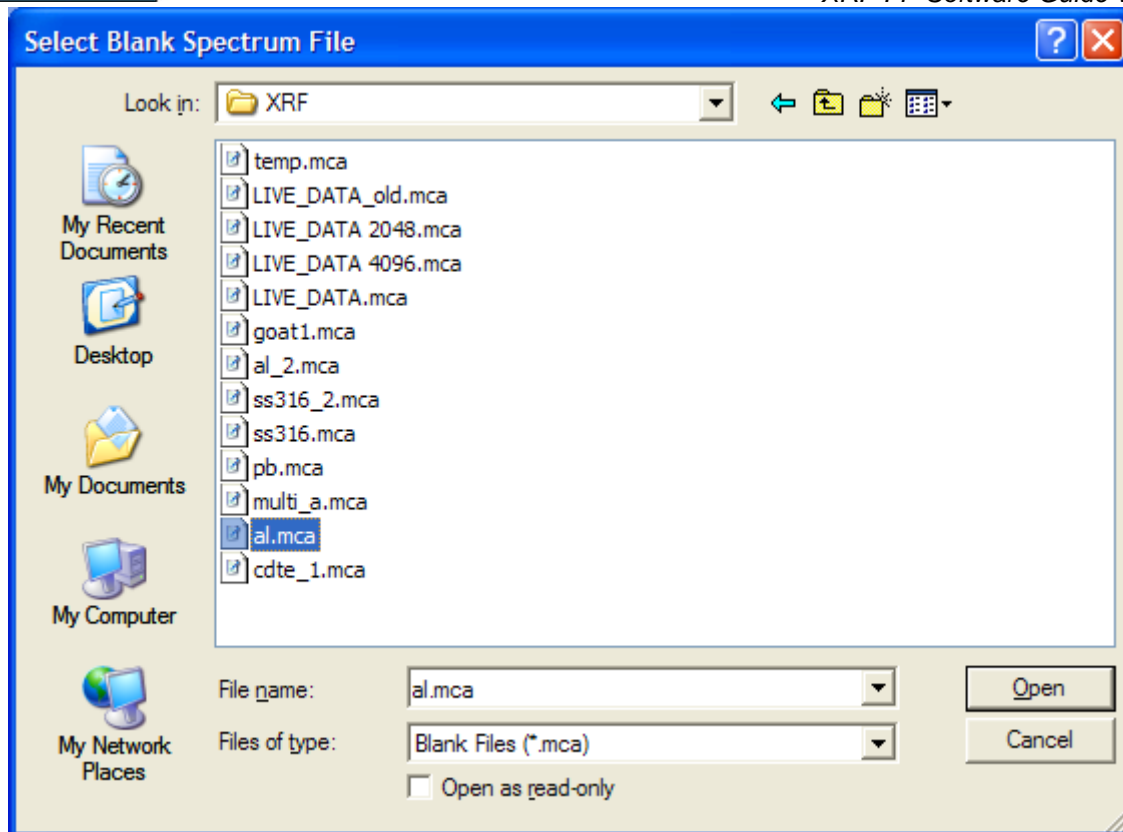 Select Blank Spectrum File
Look in:
XRF
temp.mca
LIVE_DATA_old.mca
LIVE_DATA 2048.mca
LIVE_DATA 4096.mca
LIVE_DATA.mca
goat1.mca
al_2.mca
ss316_2.mca
ss316.mca
pb.mca
multi_a.mca
al.mca
cdte_1.mca
My Recent
Documents
Desktop
My Documents
My Computer
My Network
Places
File name:
al.mca
Open
Files of type:
Blank Files (*.mca)
Cancel
Open as read-only